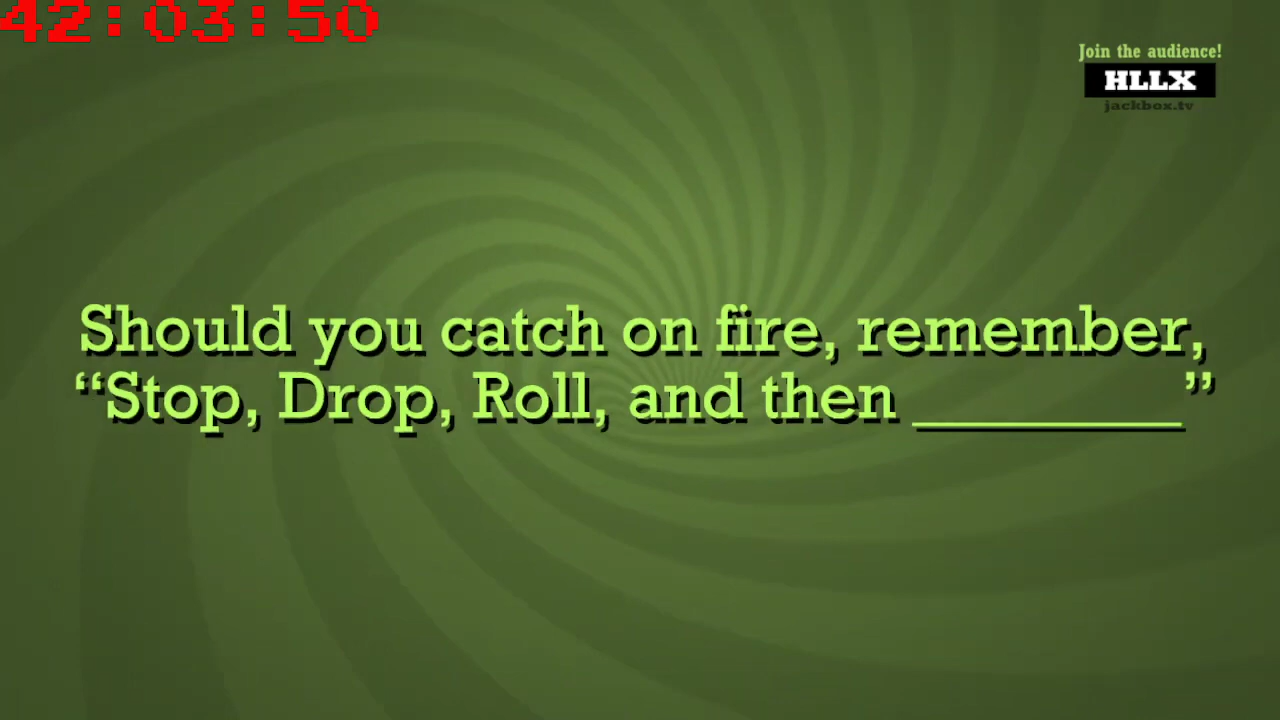 42:03:50
Join the audience!
HLLX
jackbox.tv
Should you catch on fire, remember,
“Stop, Drop, Roll, and then _________”